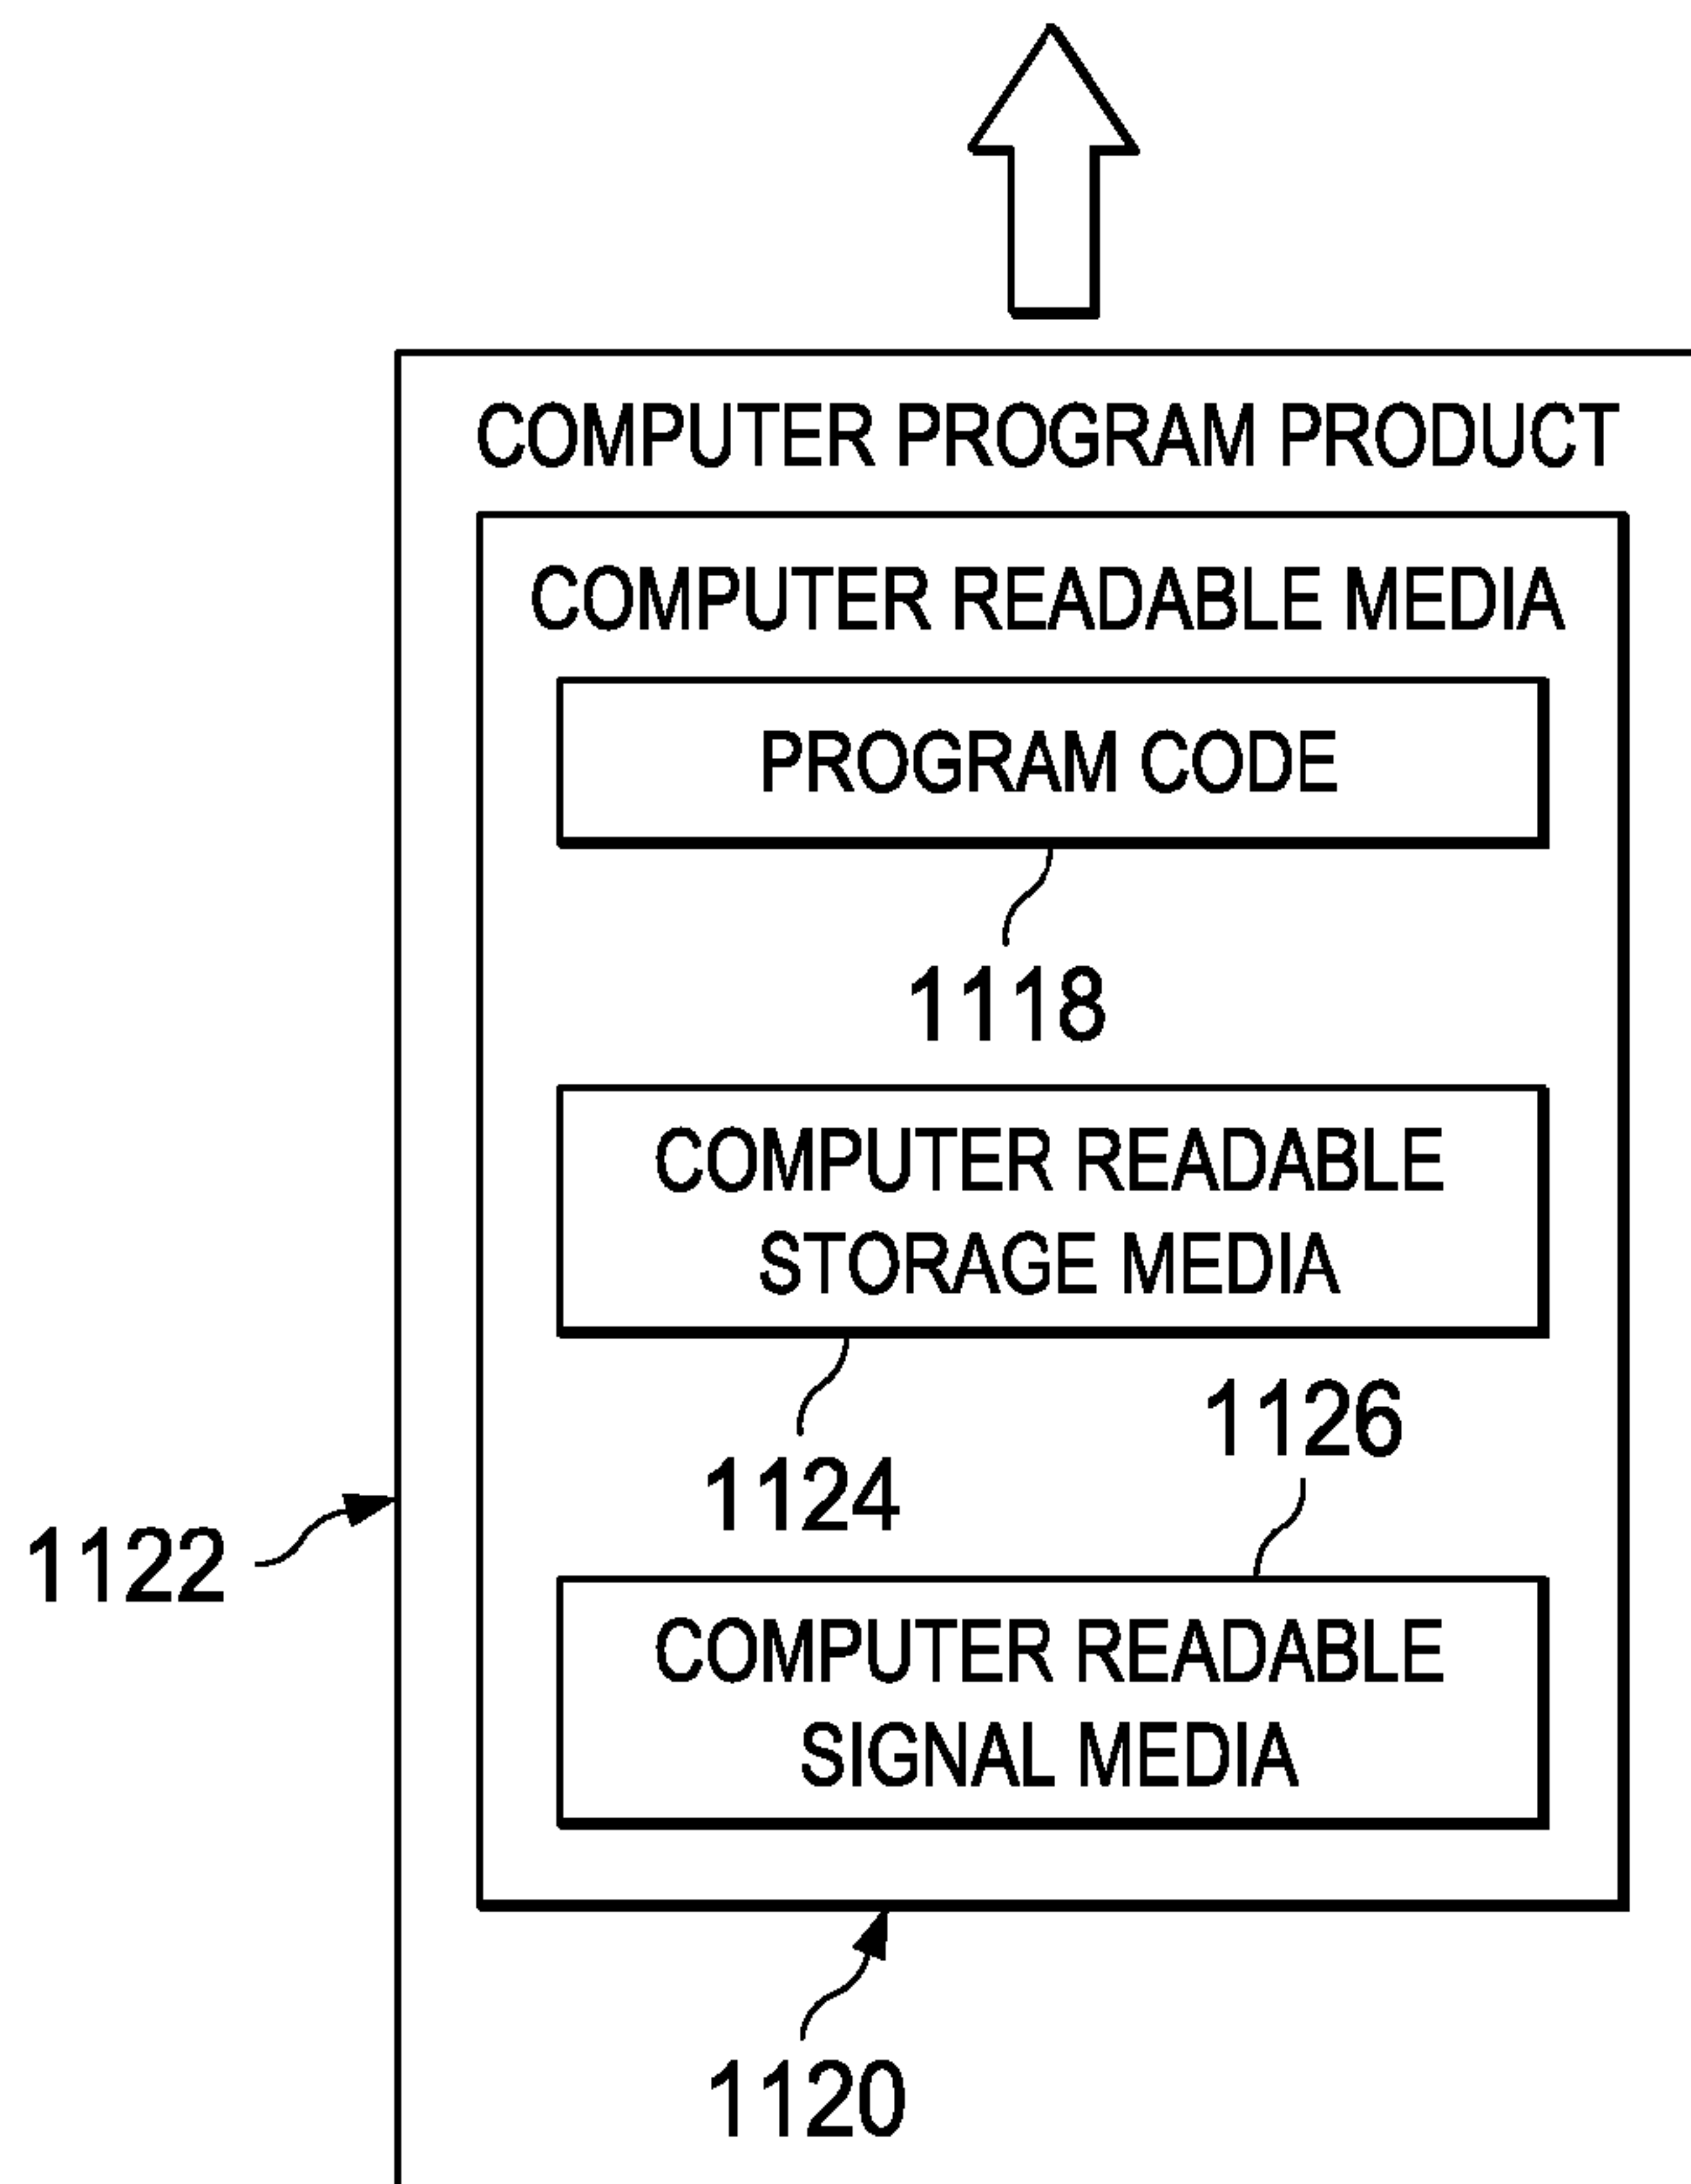 COMPUTER PROGRAM PRODUCT
COMPUTER READABLE MEDIA
PROGRAM CODE
1118
COMPUTER READABLE
STORAGE MEDIA
1126
1124
1122
COMPUTER READABLE
SIGNAL MEDIA
1120